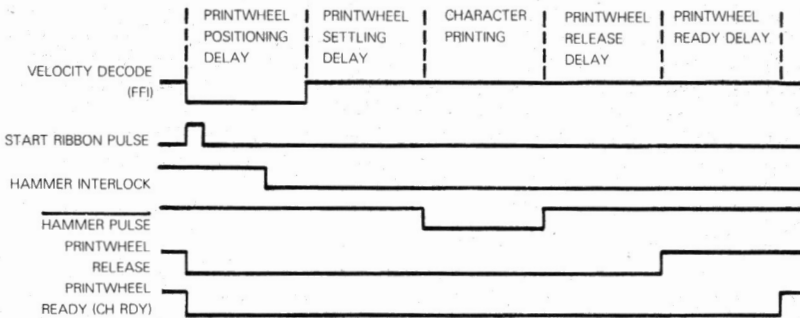 PRINTWHEEL POSITIONING DELAY
PRINTWHEEL SETTLING DELAY
CHARACTER PRINTING
PRINTWHEEL RELEASE DELAY
PRINTWHEEL READY DELAY
VELOCITY DECODE
(FFI)
START RIBBON PULSE
HAMMER INTERLOCK
HAMMER PULSE
PRINTWHEEL
RELEASE
PRINTWHEEL
READY (CH RDY)